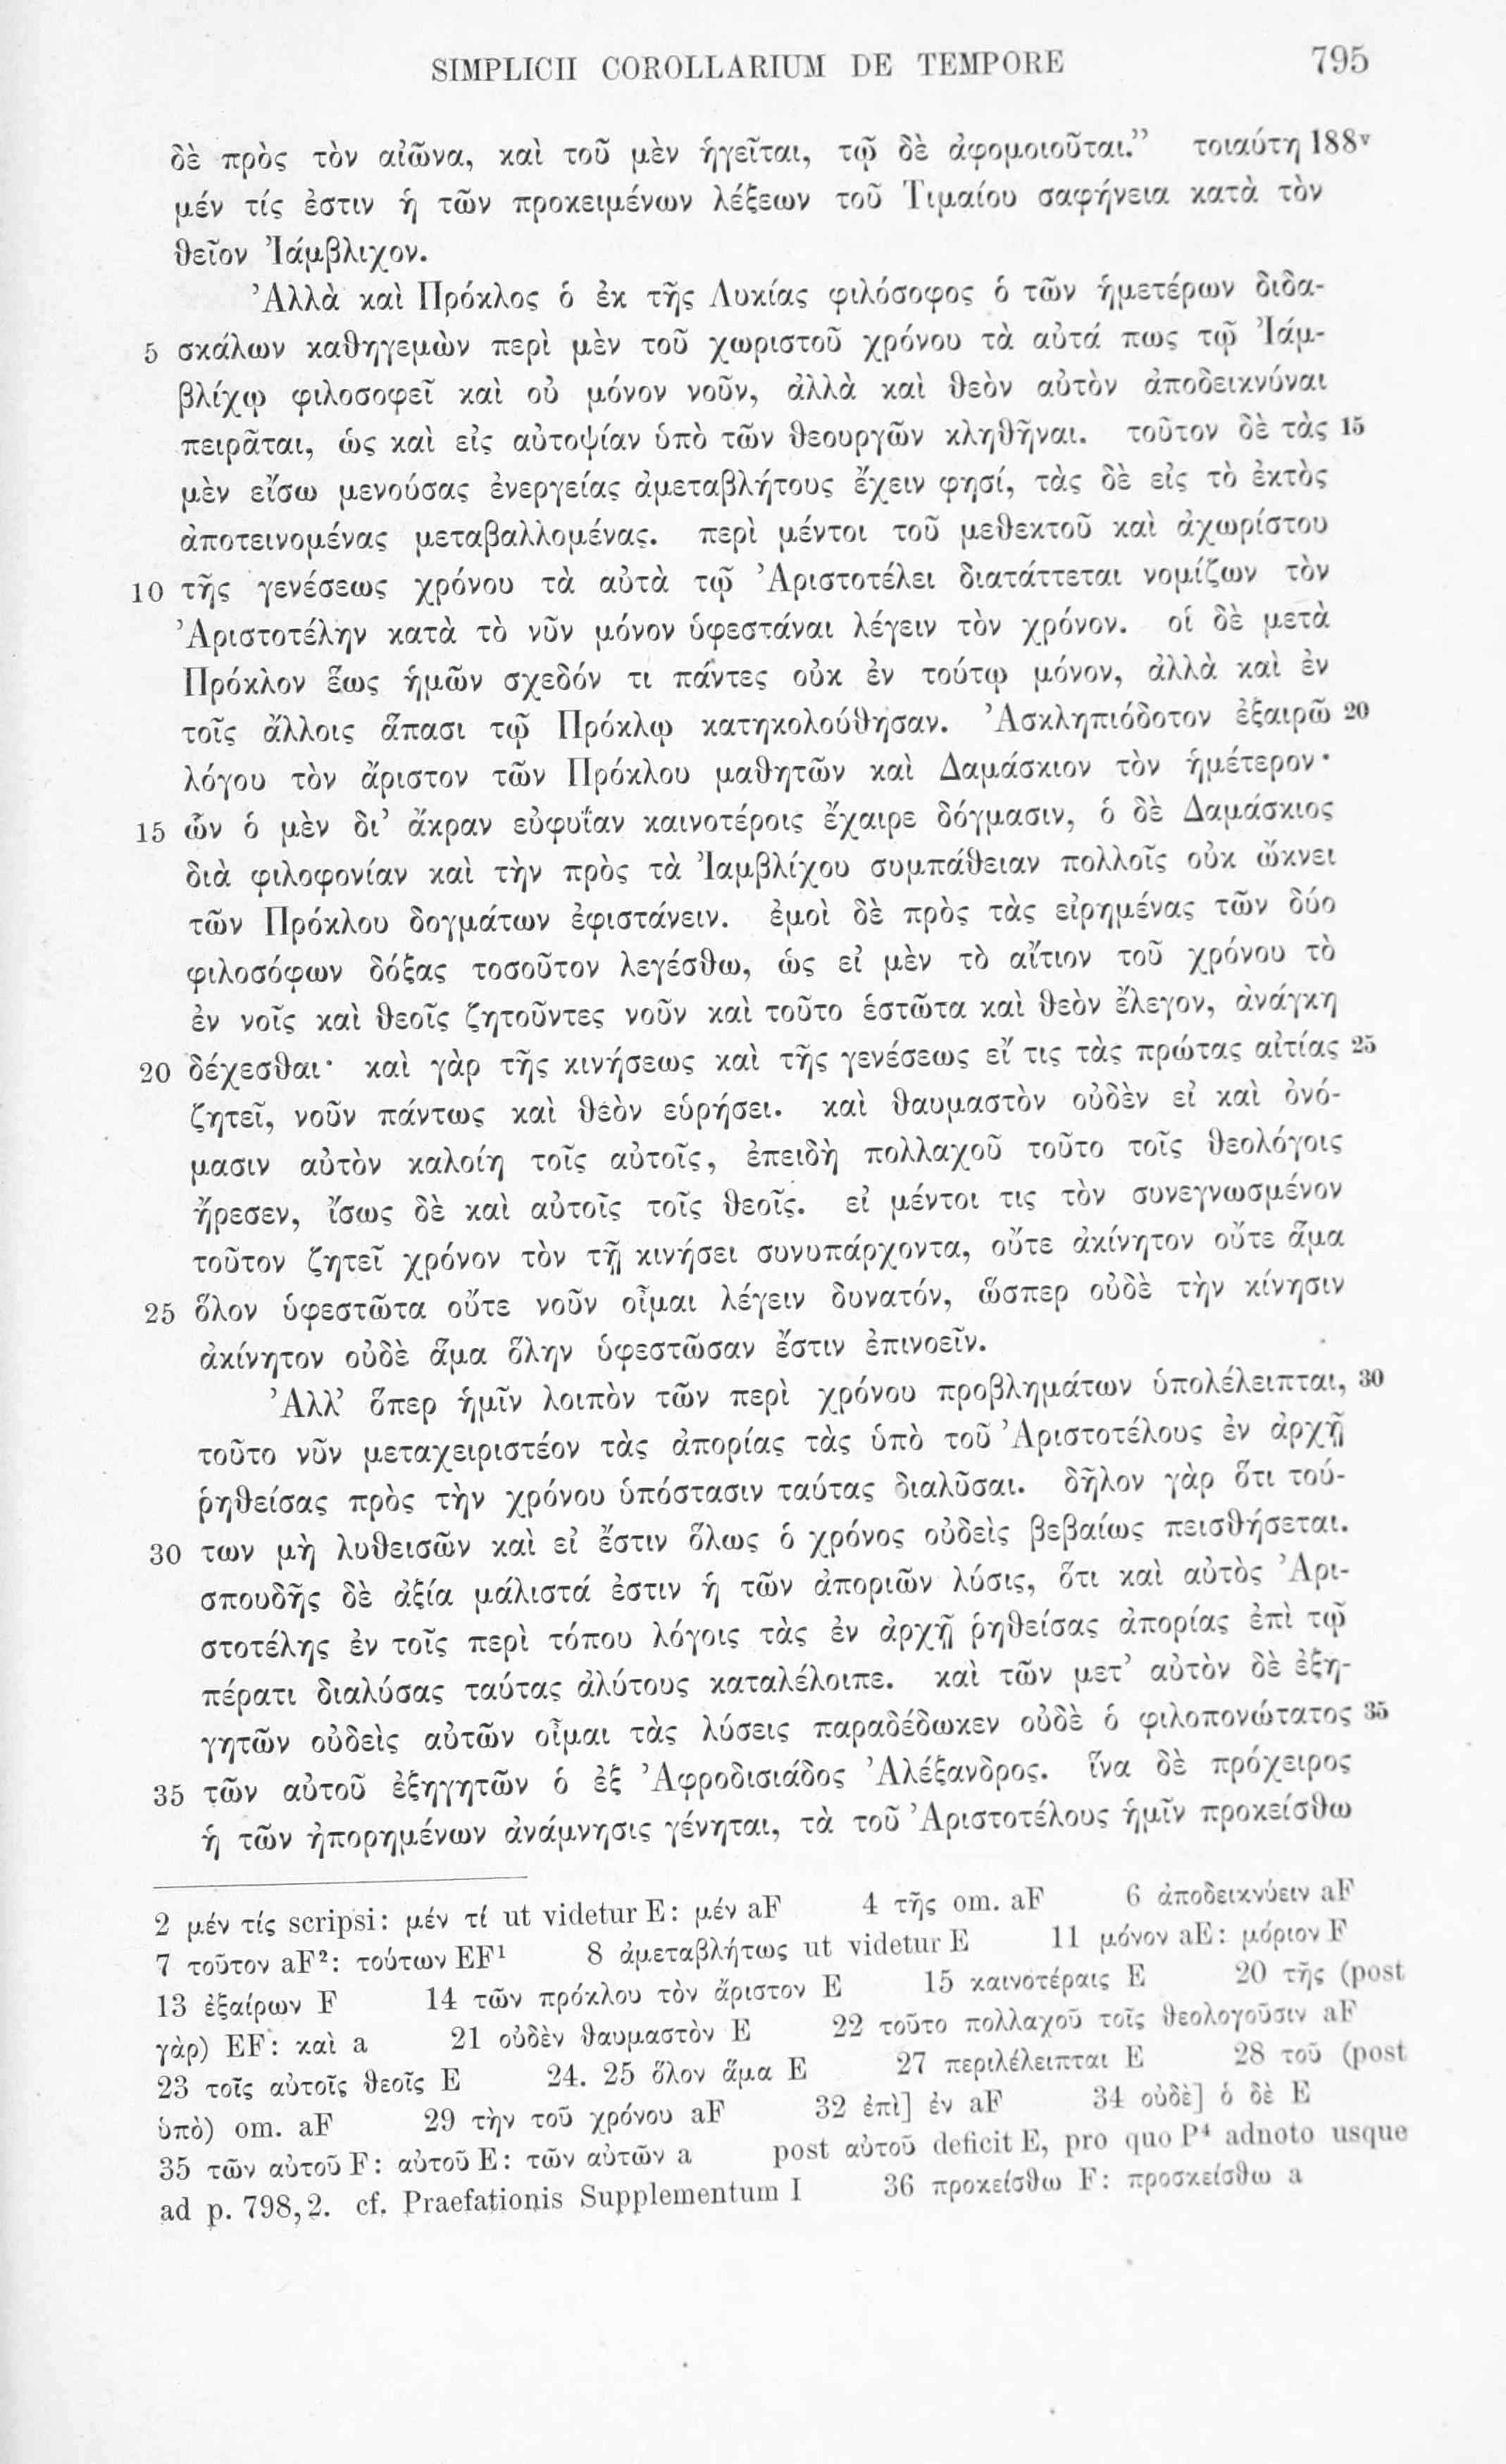 SIMPLICII COROLLARIUM DE TEMPORE 795
δὲ πρὸς τὸν αἰῶνα, καὶ τοῦ μὲν ἡγεῖται, τῷ δὲ ἀφομοιοῦται.” τοιαύτη 188ᵛ
μέν τίς ἐστιν ἡ τῶν προκειμένων λέξεων τοῦ Τιμαίου σαφήνεια κατὰ τὸν
θεῖον Ἰάμβλιχον.
Ἀλλὰ καὶ Πρόκλος ὁ ἐκ τῆς Λυκίας φιλόσοφος ὁ τῶν ἡμετέρων διδα-
5 σκάλων καθηγεμὼν περὶ μὲν τοῦ χωριστοῦ χρόνου τὰ αὐτά πως τῷ Ἰάμ-
βλίχῳ φιλοσοφεῖ καὶ οὐ μόνον νοῦν, ἀλλὰ καὶ θεὸν αὐτὸν ἀποδεικνύναι
πειρᾶται, ὡς καὶ εἰς αὐτοψίαν ὑπὸ τῶν θεουργῶν κληθῆναι. τοῦτον δὲ τὰς 15
μὲν εἴσω μενούσας ἐνεργείας ἀμεταβλήτους ἔχειν φησί, τὰς δὲ εἰς τὸ ἐκτὸς
ἀποτεινομένας μεταβαλλομένας. περὶ μέντοι τοῦ μεθεκτοῦ καὶ ἀχωρίστου
10 τῆς γενέσεως χρόνου τὰ αὐτὰ τῷ Ἀριστοτέλει διατάττεται νομίζων τὸν
Ἀριστοτέλην κατὰ τὸ νῦν μόνον ὑφεστάναι λέγειν τὸν χρόνον. οἱ δὲ μετὰ
Πρόκλον ἕως ἡμῶν σχεδόν τι πάντες οὐκ ἐν τούτῳ μόνον, ἀλλὰ καὶ ἐν
τοῖς ἄλλοις ἅπασι τῷ Πρόκλῳ κατηκολούθησαν. Ἀσκληπιόδοτον ἐξαιρῶ 20
λόγου τὸν ἄριστον τῶν Πρόκλου μαθητῶν καὶ Δαμάσκιον τὸν ἡμέτερον·
15 ὧν ὁ μὲν δι’ ἄκραν εὐφυΐαν καινοτέροις ἔχαιρε δόγμασιν, ὁ δὲ Δαμάσκιος
διὰ φιλοφονίαν καὶ τὴν πρὸς τὰ Ἰαμβλίχου συμπάθειαν πολλοῖς οὐκ ὤκνει
τῶν Πρόκλου δογμάτων ἐφιστάνειν. ἐμοὶ δὲ πρὸς τὰς εἰρημένας τῶν δύο
φιλοσόφων δόξας τοσοῦτον λεγέσθω, ὡς εἰ μὲν τὸ αἴτιον τοῦ χρόνου τὸ
ἐν νοῖς καὶ θεοῖς ζητοῦντες νοῦν καὶ τοῦτο ἑστῶτα καὶ θεὸν ἔλεγον, ἀνάγκη
20 δέχεσθαι· καὶ γὰρ τῆς κινήσεως καὶ τῆς γενέσεως εἴ τις τὰς πρώτας αἰτίας 25
ζητεῖ, νοῦν πάντως καὶ θεὸν εὑρήσει. καὶ θαυμαστὸν οὐδὲν εἰ καὶ ὀνό-
μασιν αὐτὸν καλοίη τοῖς αὐτοῖς, ἐπειδὴ πολλαχοῦ τοῦτο τοῖς θεολόγοις
ἤρεσεν, ἴσως δὲ καὶ αὐτοῖς τοῖς θεοῖς. εἰ μέντοι τις τὸν συνεγνωσμένον
τοῦτον ζητεῖ χρόνον τὸν τῇ κινήσει συνυπάρχοντα, οὔτε ἀκίνητον οὔτε ἅμα
25 ὅλον ὑφεστῶτα οὔτε νοῦν οἶμαι λέγειν δυνατόν, ὥσπερ οὐδὲ τὴν κίνησιν
ἀκίνητον οὐδὲ ἅμα ὅλην ὑφεστῶσαν ἔστιν ἐπινοεῖν.
Ἀλλ’ ὅπερ ἡμῖν λοιπὸν τῶν περὶ χρόνου προβλημάτων ὑπολέλειπται, 30
τοῦτο νῦν μεταχειριστέον τὰς ἀπορίας τὰς ὑπὸ τοῦ Ἀριστοτέλους ἐν ἀρχῇ
ῥηθείσας πρὸς τὴν χρόνου ὑπόστασιν ταύτας διαλῦσαι. δῆλον γὰρ ὅτι τού-
30 των μὴ λυθεισῶν καὶ εἰ ἔστιν ὅλως ὁ χρόνος οὐδεὶς βεβαίως πεισθήσεται.
σπουδῆς δὲ ἀξία μάλιστά ἐστιν ἡ τῶν ἀποριῶν λύσις, ὅτι καὶ αὐτὸς Ἀρι-
στοτέλης ἐν τοῖς περὶ τόπου λόγοις τὰς ἐν ἀρχῇ ῥηθείσας ἀπορίας ἐπὶ τῷ
πέρατι διαλύσας ταύτας ἀλύτους καταλέλοιπε. καὶ τῶν μετ’ αὐτὸν δὲ ἐξη-
γητῶν οὐδεὶς αὐτῶν οἶμαι τὰς λύσεις παραδέδωκεν οὐδὲ ὁ φιλοπονώτατος 35
35 τῶν αὐτοῦ ἐξηγητῶν ὁ ἐξ Ἀφροδισιάδος Ἀλέξανδρος. ἵνα δὲ πρόχειρος
ἡ τῶν ἠπορημένων ἀνάμνησις γένηται, τὰ τοῦ Ἀριστοτέλους ἡμῖν προκείσθω
2 μέν τίς scripsi: μέν τί ut videtur E: μέν aF 4 τῆς om. aF 6 ἀποδεικνύειν aF
7 τοῦτον aF²: τούτων EF¹ 8 ἀμεταβλήτως ut videtur E 11 μόνον aE: μόριον F
13 ἐξαίρων F 14 τῶν πρόκλου τὸν ἄριστον E 15 καινοτέραις E 20 τῆς (post
γὰρ) EF: καὶ a 21 οὐδὲν θαυμαστὸν E 22 τοῦτο πολλαχοῦ τοῖς θεολογοῦσιν aF
23 τοῖς αὐτοῖς θεοῖς E 24. 25 ὅλον ἅμα E 27 περιλέλειπται E 28 τοῦ (post
ὑπὸ) om. aF 29 τὴν τοῦ χρόνου aF 32 ἐπὶ] ἐν aF 34 οὐδὲ] ὁ δὲ E
35 τῶν αὐτοῦ F: αὐτοῦ E: τῶν αὐτῶν a post αὐτοῦ deficit E, pro quo P⁴ adnoto usque
ad p. 798,2. cf. Praefationis Supplementum I 36 προκείσθω F: προσκείσθω a